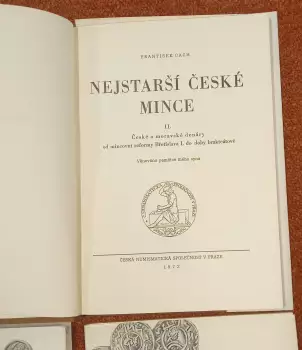 FRANTIŠEK CACH
NEJSTARŠÍ ČESKÉ
MINCE
II.
České a moravské denáry
od mincovní reformy Břetislava I. do doby brakteátové
ČESKÁ NUMISMATICKÁ SPOLEČNOST V PRAZE
1972